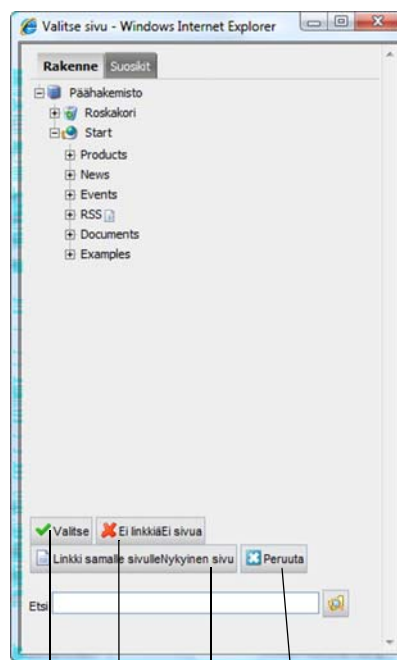 Valitse sivu - Windows Internet Explorer
Rakenne Suosikit
Päähakemisto
Roskakori
Start
Products
News
Events
RSS
Documents
Examples
Valitse Ei linkkiäEi sivua
Linkki samalle sivulleNykyinen sivu Peruuta
Etsi